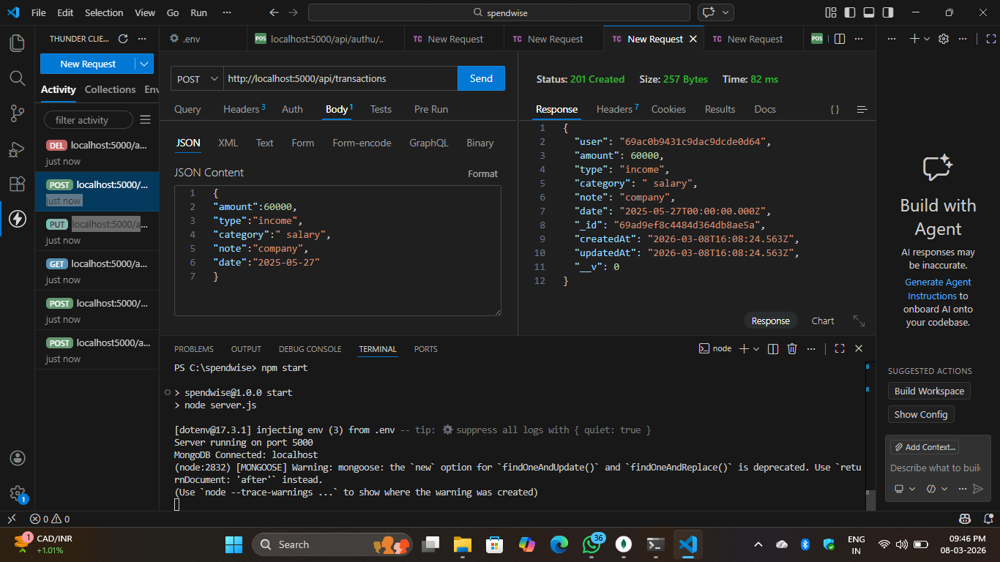 File Edit Selection View Go Run ··· spendwise
THUNDER CLIE... ···
New Request
Activity Collections Env
filter activity
DEL localhost:5000/a...
just now
POST localhost:5000/...
just now
PUT localhost:5000/a...
just now
GET localhost:5000/a...
just now
POST localhost:5000/...
just now
POST localhost5000/a...
just now
.env POS localhost:5000/api/authu/.. TC New Request TC New Request TC New Request TC New Request POS
POST http://localhost:5000/api/transactions Send
Query Headers 3 Auth Body 1 Tests Pre Run
JSON XML Text Form Form-encode GraphQL Binary
JSON Content Format
1 {
2 "amount":60000,
3 "type":"income",
4 "category":" salary",
5 "note":"company",
6 "date":"2025-05-27"
7 }
Status: 201 Created Size: 257 Bytes Time: 82 ms
Response Headers 7 Cookies Results Docs { }
1 {
2 "user": "69ac0b9431c9dac9dcde0d64",
3 "amount": 60000,
4 "type": "income",
5 "category": " salary",
6 "note": "company",
7 "date": "2025-05-27T00:00:00.000Z",
8 "_id": "69ad9ef8c4484d364db8ae5a",
9 "createdAt": "2026-03-08T16:08:24.563Z",
10 "updatedAt": "2026-03-08T16:08:24.563Z",
11 "__v": 0
12 }
Response Chart
PROBLEMS OUTPUT DEBUG CONSOLE TERMINAL PORTS node
PS C:\spendwise> npm start
> spendwise@1.0.0 start
> node server.js
[dotenv@17.3.1] injecting env (3) from .env -- tip: ⚙️ suppress all logs with { quiet: true }
Server running on port 5000
MongoDB Connected: localhost
(node:2832) [MONGOOSE] Warning: mongoose: the `new` option for `findOneAndUpdate()` and `findOneAndReplace()` is deprecated. Use `retu
rnDocument: 'after'` instead.
(Use `node --trace-warnings ...` to show where the warning was created)
Build with
Agent
AI responses may
be inaccurate.
Generate Agent
Instructions to
onboard AI onto
your codebase.
SUGGESTED ACTIONS
Build Workspace
Show Config
Add Context...
Describe what to build
1
0 0
1 CAD/INR
+1.01%
Search
36
ENG
IN
09:46 PM
08-03-2026